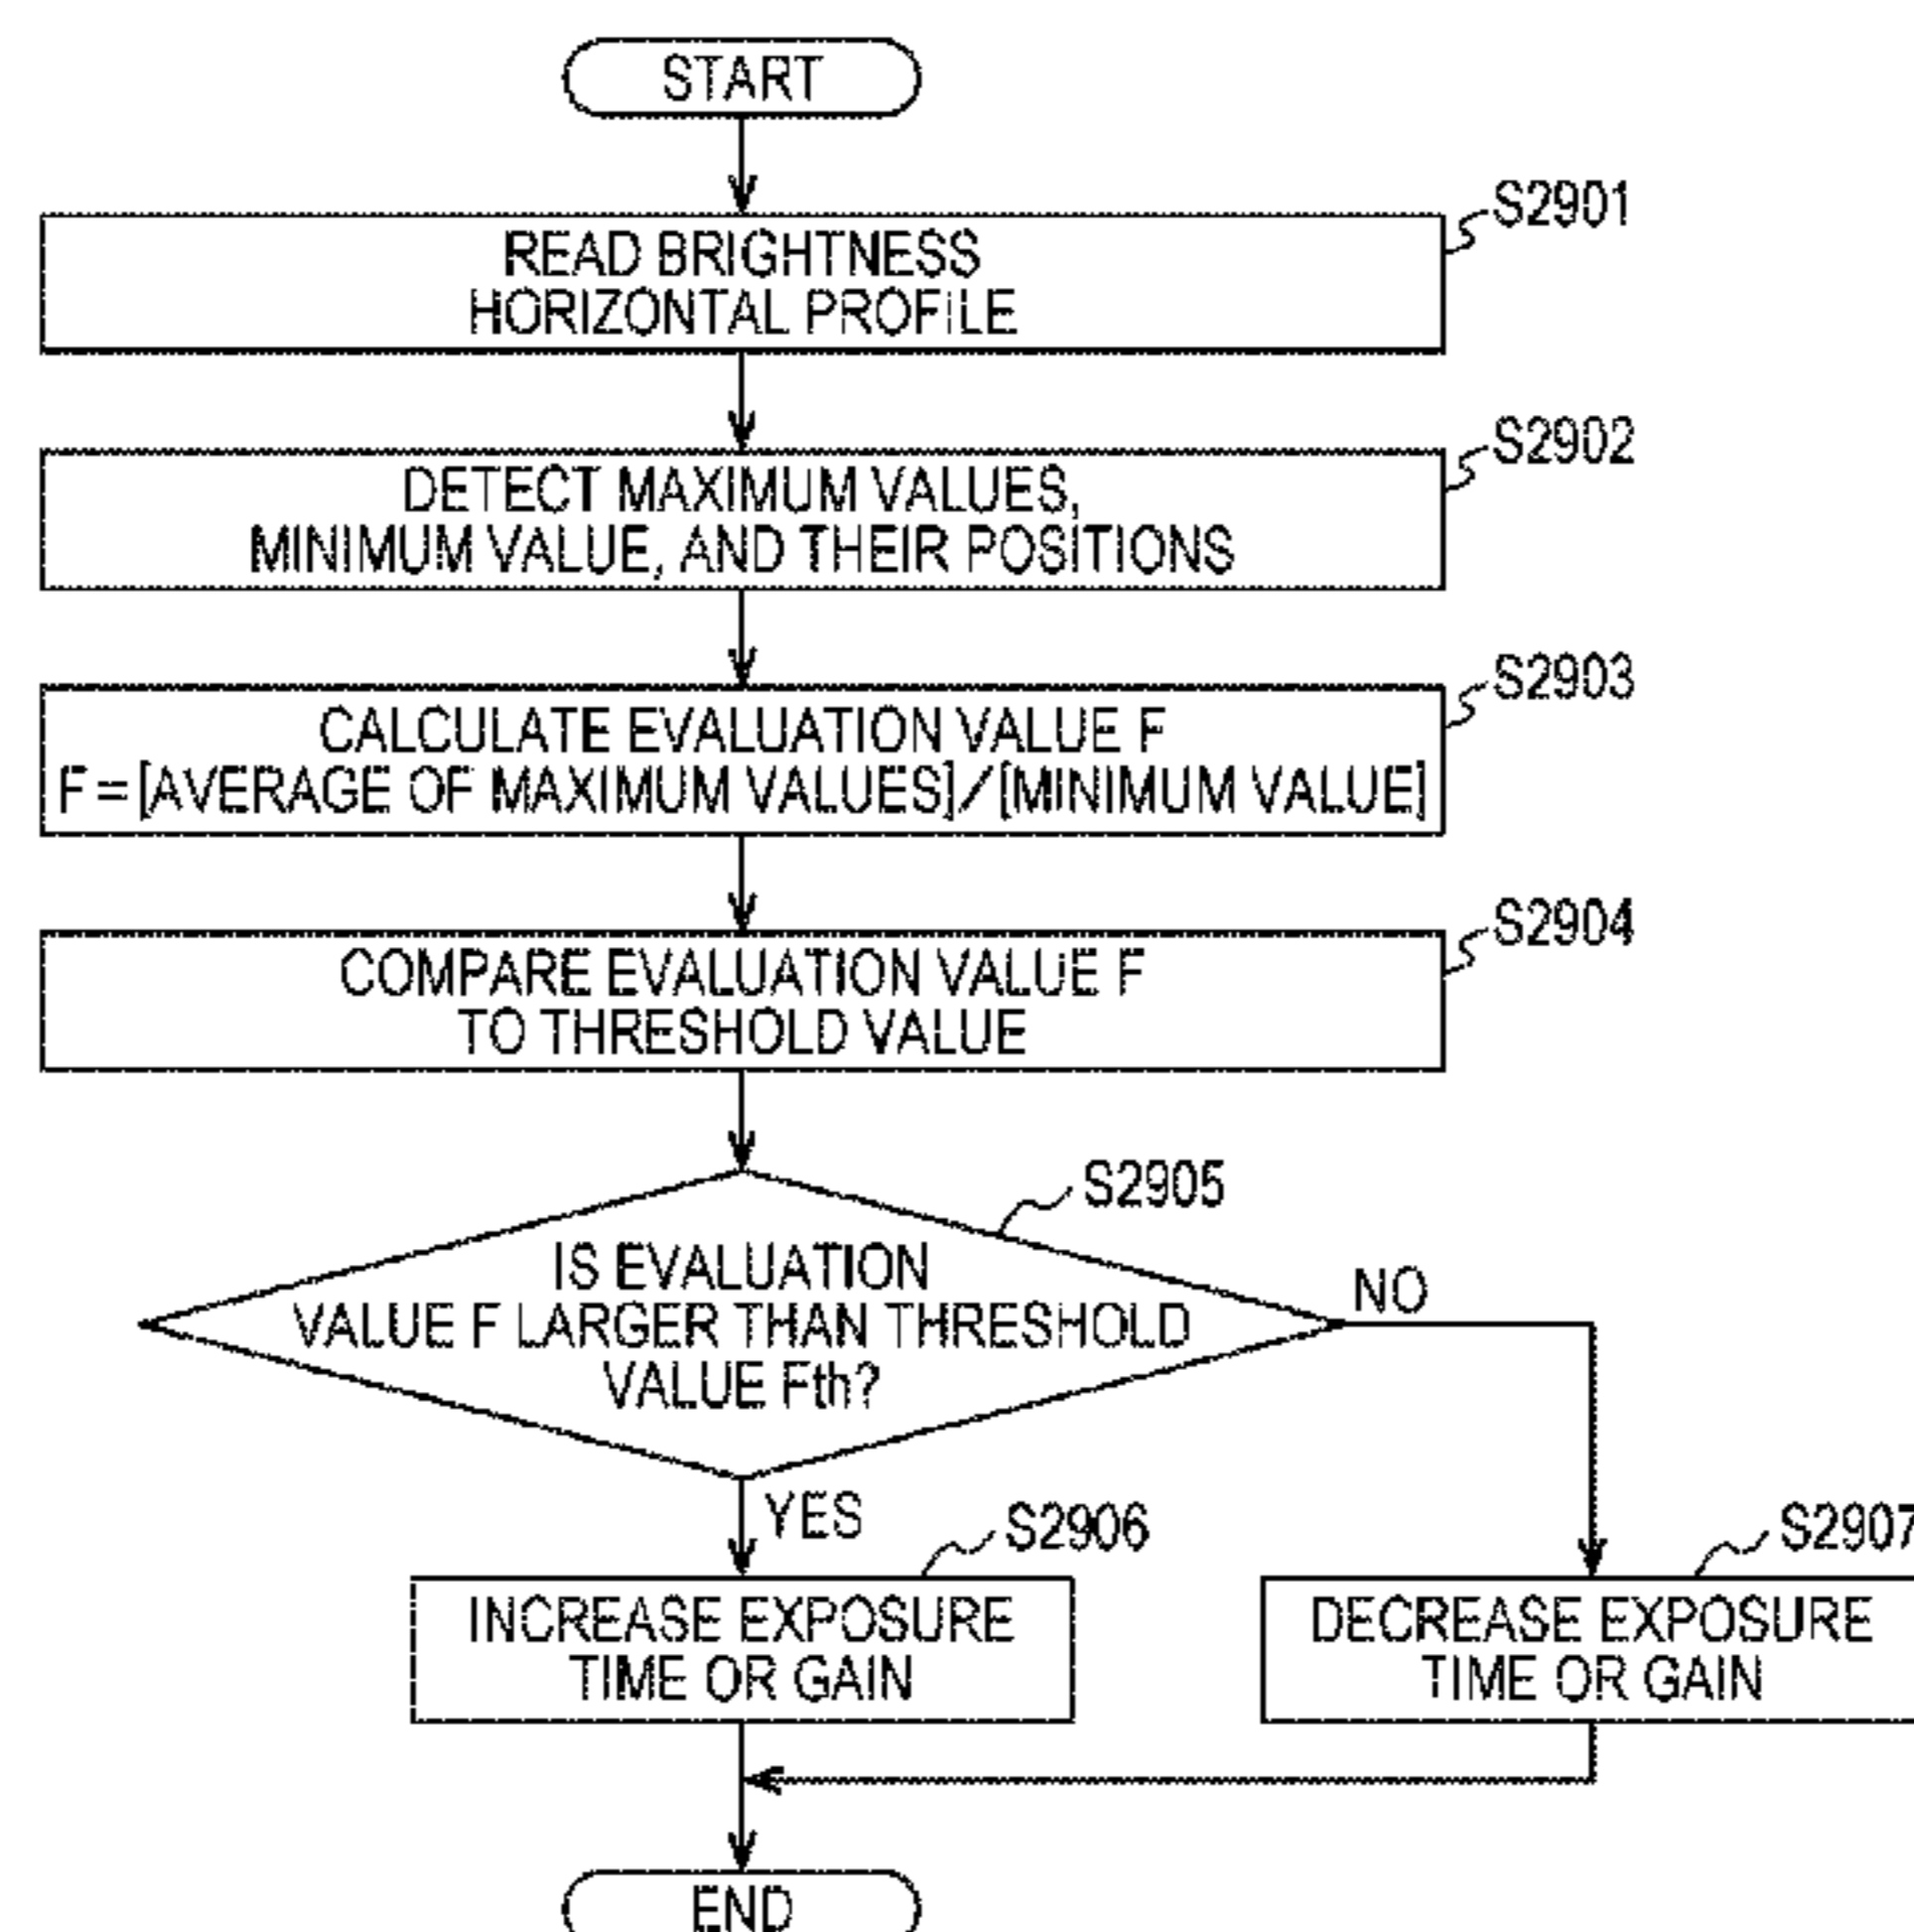 START
S2901
READ BRIGHTNESS
HORIZONTAL PROFILE
S2902
DETECT MAXIMUM VALUES,
MINIMUM VALUE, AND THEIR POSITIONS
S2903
CALCULATE EVALUATION VALUE F
F=[AVERAGE OF MAXIMUM VALUES]/[MINIMUM VALUE]
S2904
COMPARE EVALUATION VALUE F
TO THRESHOLD VALUE
S2905
IS EVALUATION
VALUE F LARGER THAN THRESHOLD
VALUE Fth?
NO
YES
S2906
INCREASE EXPOSURE
TIME OR GAIN
S2907
DECREASE EXPOSURE
TIME OR GAIN
END